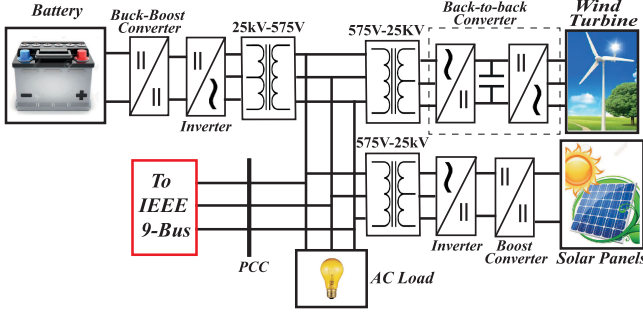 Battery
Buck-Boost
Converter
25kV-575V
575V-25KV
Back-to-back
Converter
Wind
Turbine
Inverter
575V-25kV
To
IEEE
9-Bus
PCC
AC Load
Inverter
Boost
Converter
Solar Panels